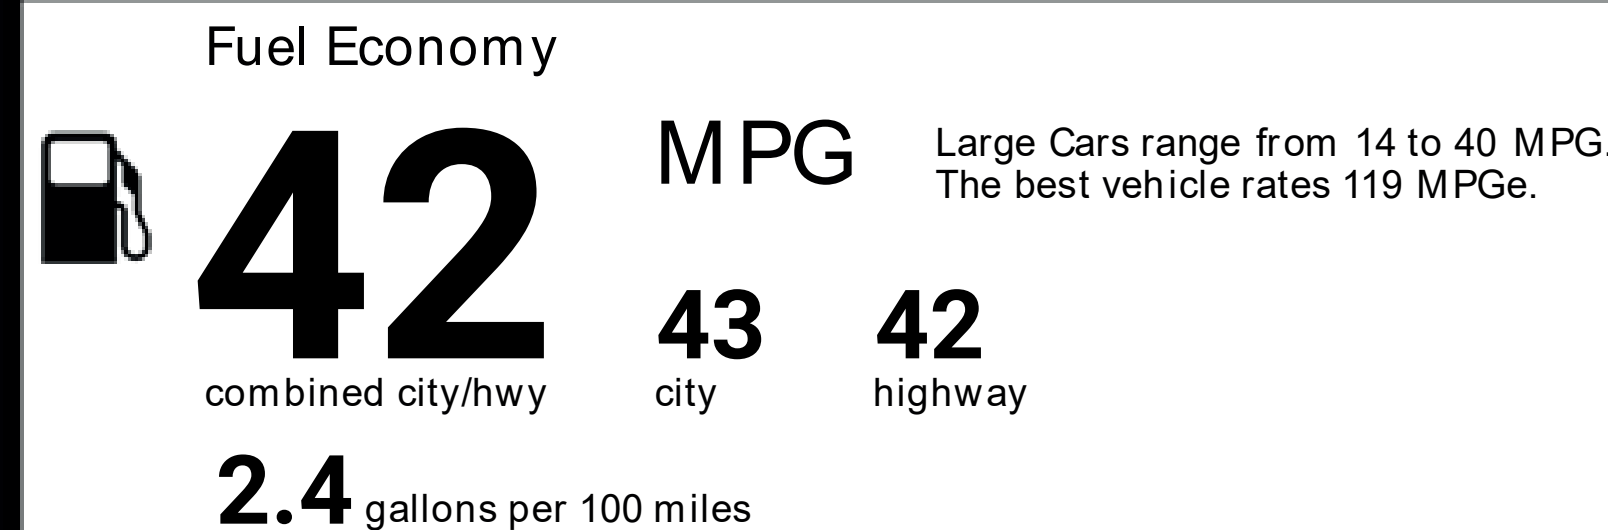 Fuel Economy
42
MPG
Large Cars range from 14 to 40 MPG.
The best vehicle rates 119 MPGe.
combined city/hwy
43
city
42
highway
2.4 gallons per 100 miles